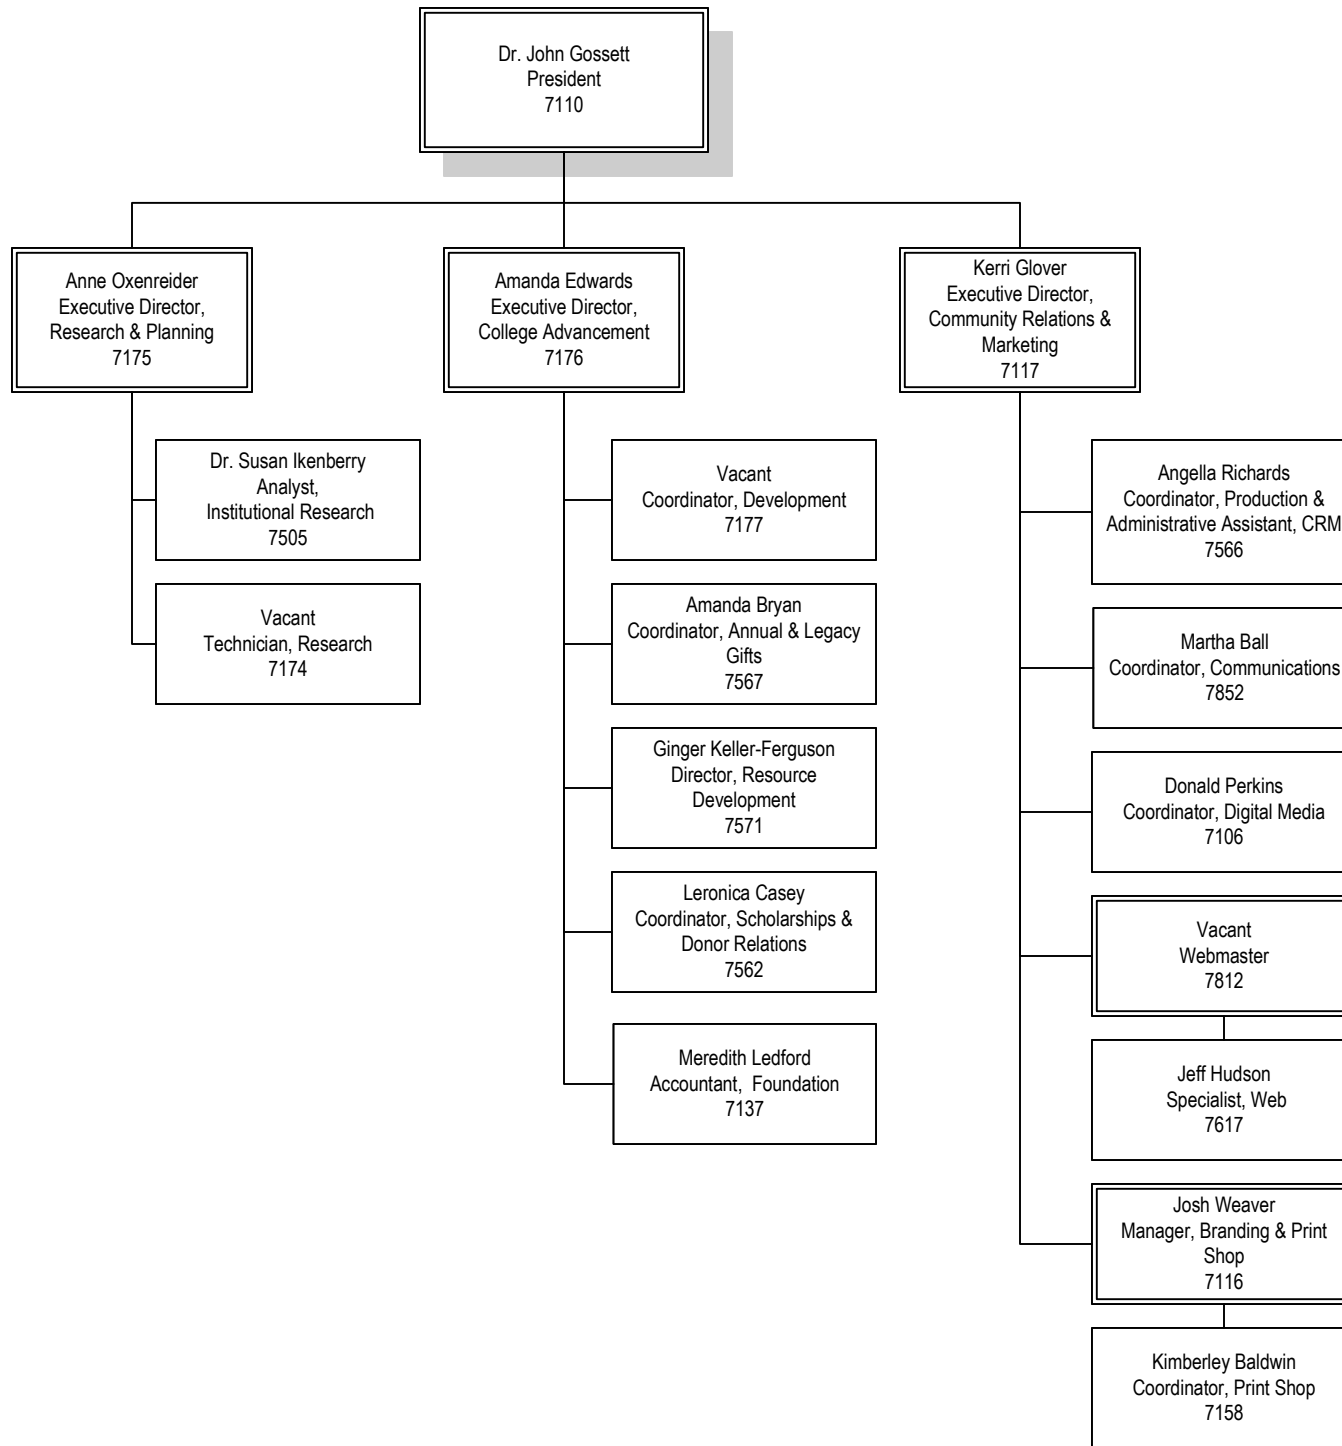 Dr. John Gossett
President
7110
Anne Oxenreider
Executive Director,
Research & Planning
7175
Dr. Susan Ikenberry
Analyst,
Institutional Research
7505
Vacant
Technician, Research
7174
Amanda Edwards
Executive Director,
College Advancement
7176
Vacant
Coordinator, Development
7177
Amanda Bryan
Coordinator, Annual & Legacy
Gifts
7567
Ginger Keller-Ferguson
Director, Resource
Development
7571
Leronica Casey
Coordinator, Scholarships &
Donor Relations
7562
Meredith Ledford
Accountant, Foundation
7137
Kerri Glover
Executive Director,
Community Relations &
Marketing
7117
Angella Richards
Coordinator, Production &
Administrative Assistant, CRM
7566
Martha Ball
Coordinator, Communications
7852
Donald Perkins
Coordinator, Digital Media
7106
Vacant
Webmaster
7812
Jeff Hudson
Specialist, Web
7617
Josh Weaver
Manager, Branding & Print
Shop
7116
Kimberley Baldwin
Coordinator, Print Shop
7158